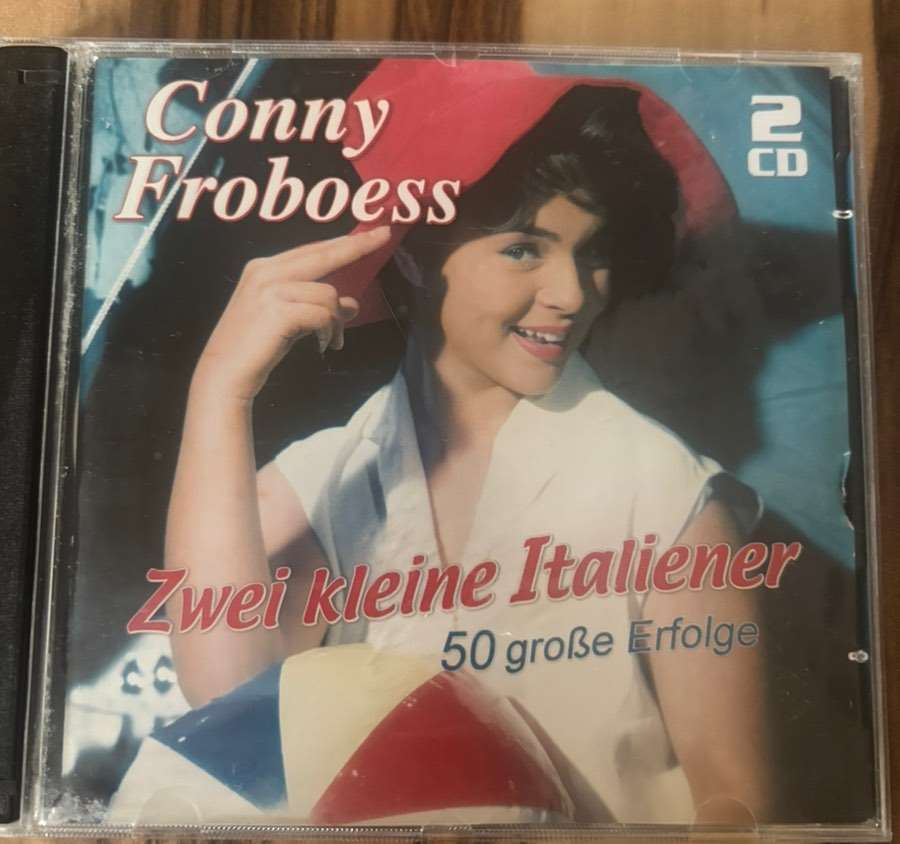 Conny
Froboess
2
CD
Zwei kleine Italiener
50 große Erfolge